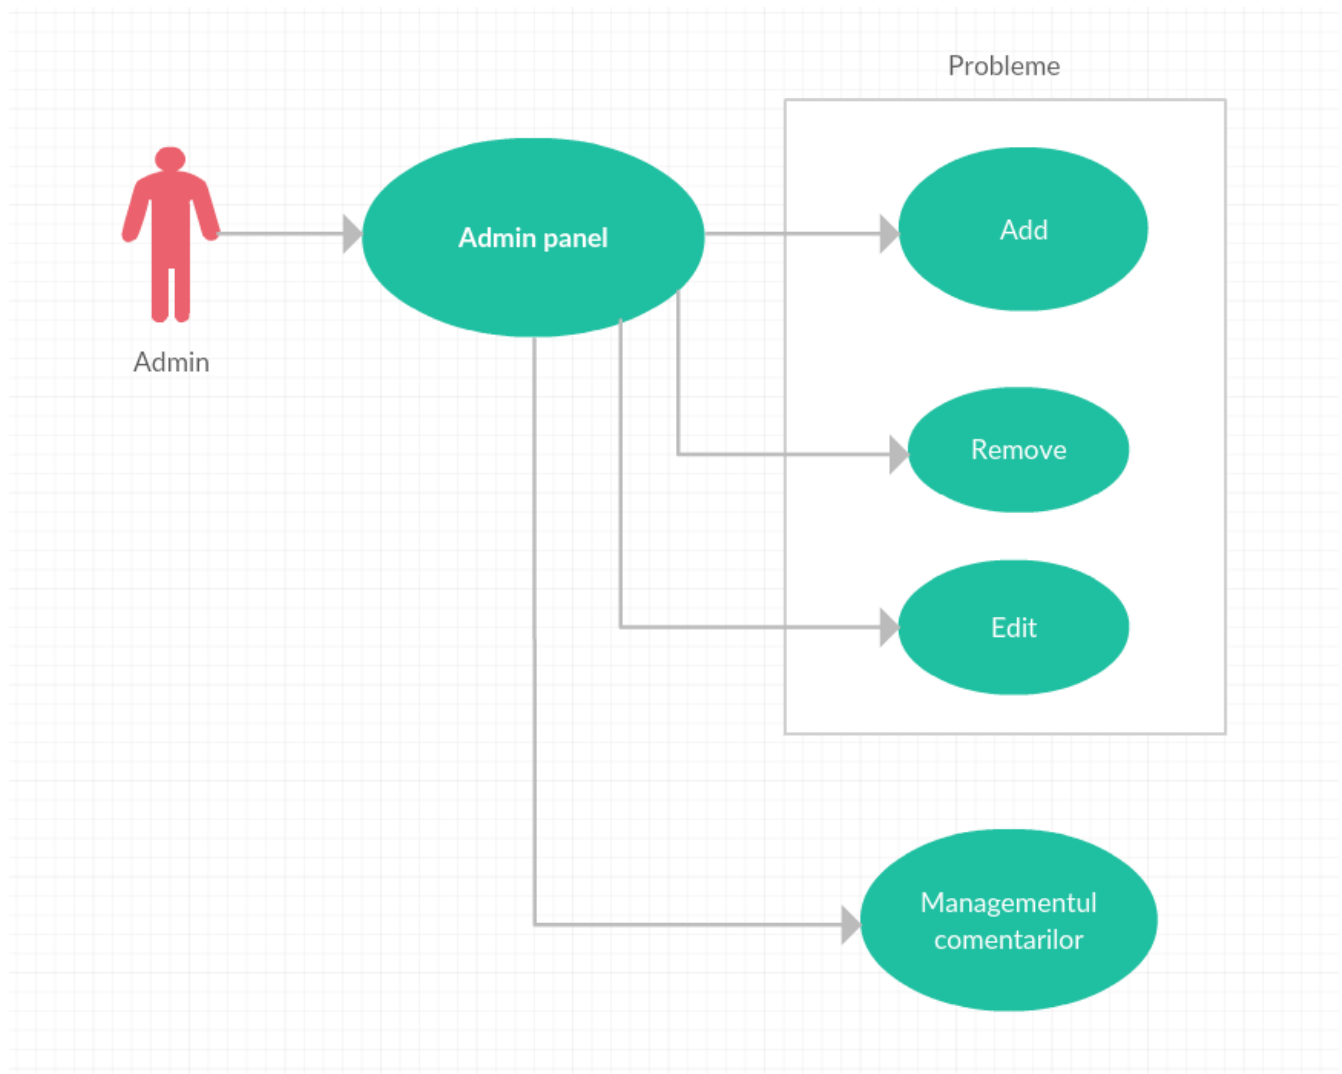 Probleme
Admin panel
Add
Admin
Remove
Edit
Managementul
comentarilor